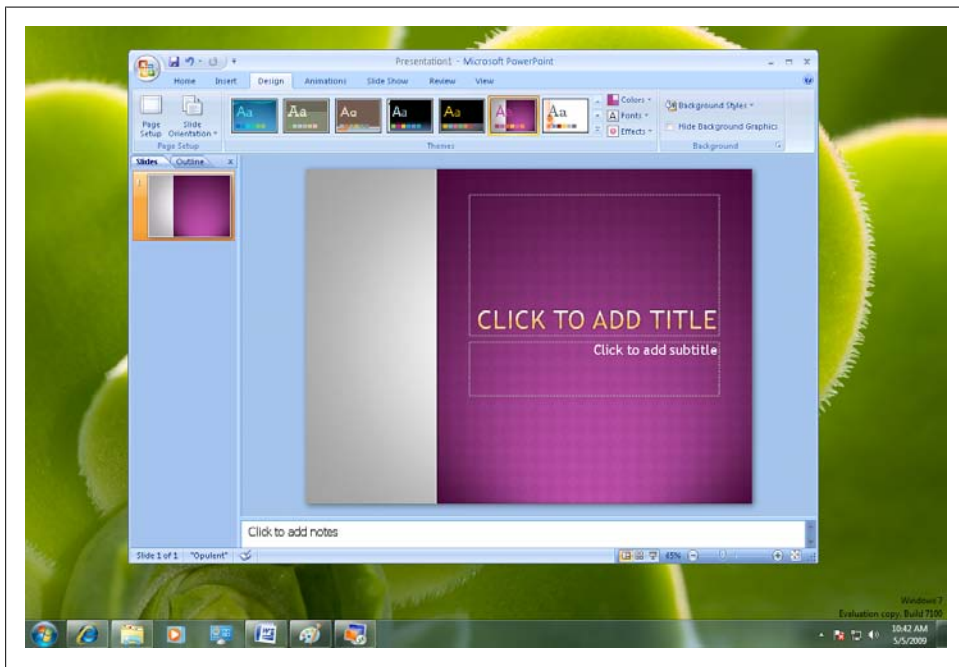 Presentation1 - Microsoft PowerPoint
Home Insert Design Animations Slide Show Review View
Aa Aa Aa Aa Aa Aa Aa
Colors
Fonts
Effects
Background Styles
Hide Background Graphics
Page Setup
Slide Orientation
Page Setup Themes Background
Slides Outline x
1
CLICK TO ADD TITLE
Click to add subtitle
Click to add notes
Slide 1 of 1 "Opulent" 45%
Windows 7
Evaluation copy. Build 7100
10:42 AM
5/5/2009